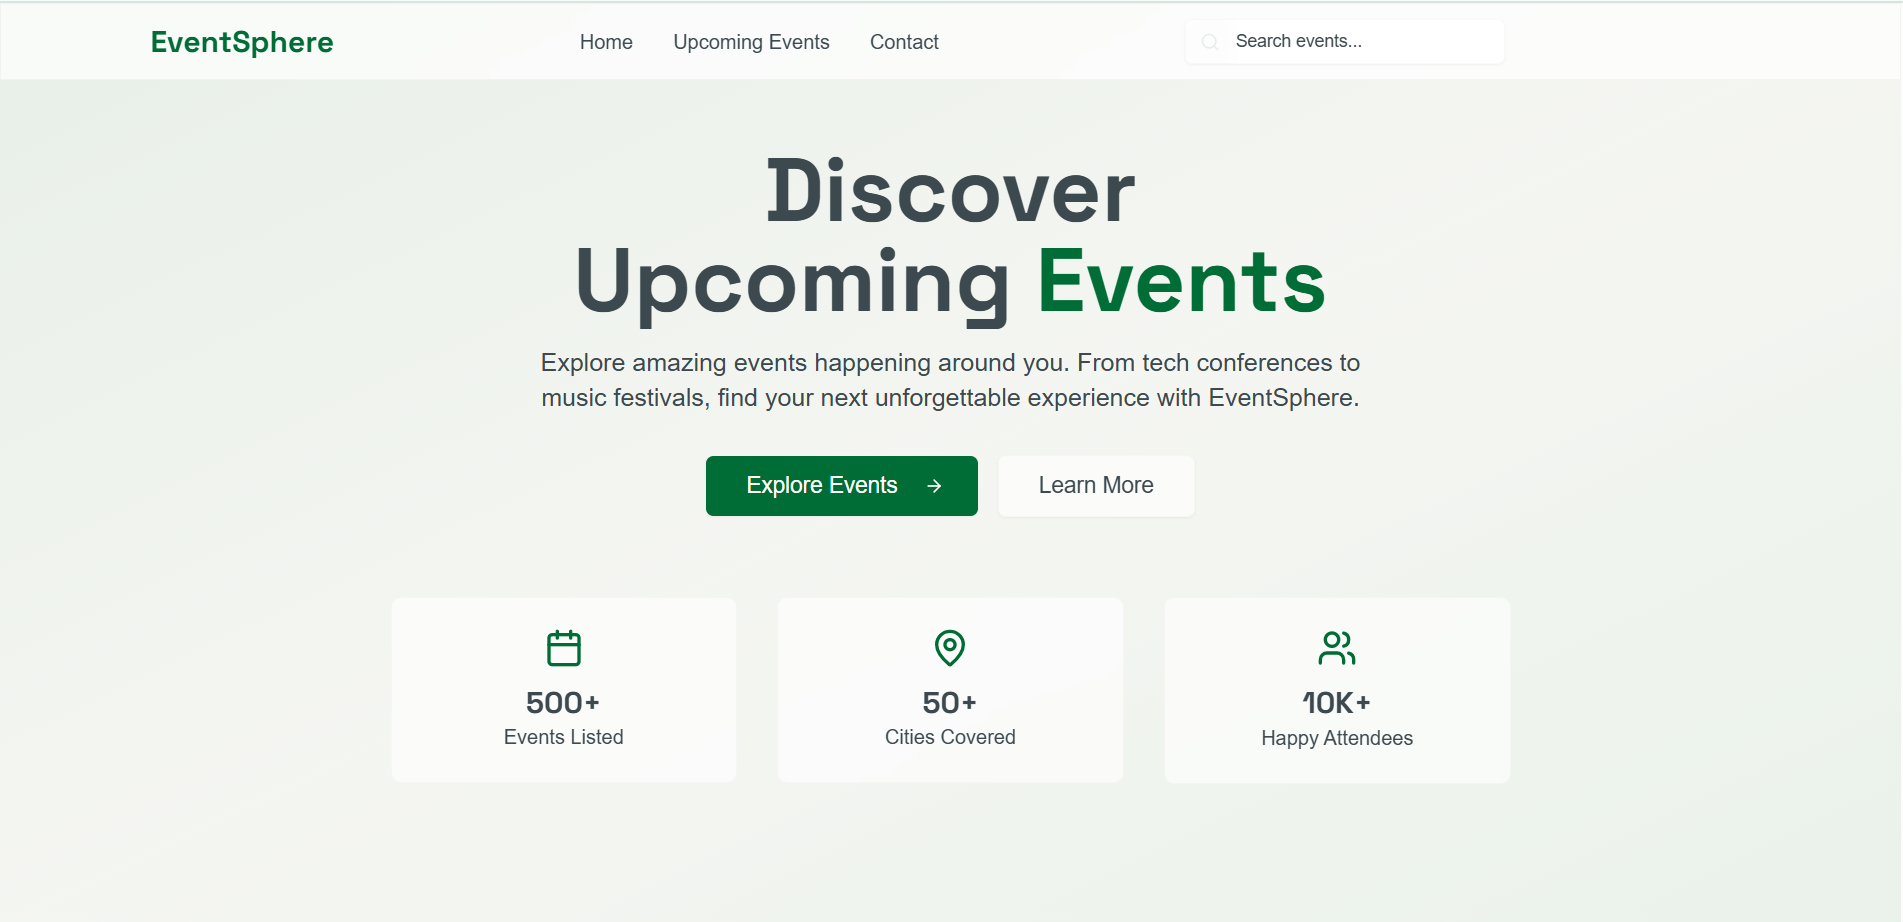 EventSphere
Home
Upcoming Events
Contact
Search events...
Discover
Upcoming Events
Explore amazing events happening around you. From tech conferences to
music festivals, find your next unforgettable experience with EventSphere.
Explore Events
Learn More
500+
Events Listed
50+
Cities Covered
10K+
Happy Attendees